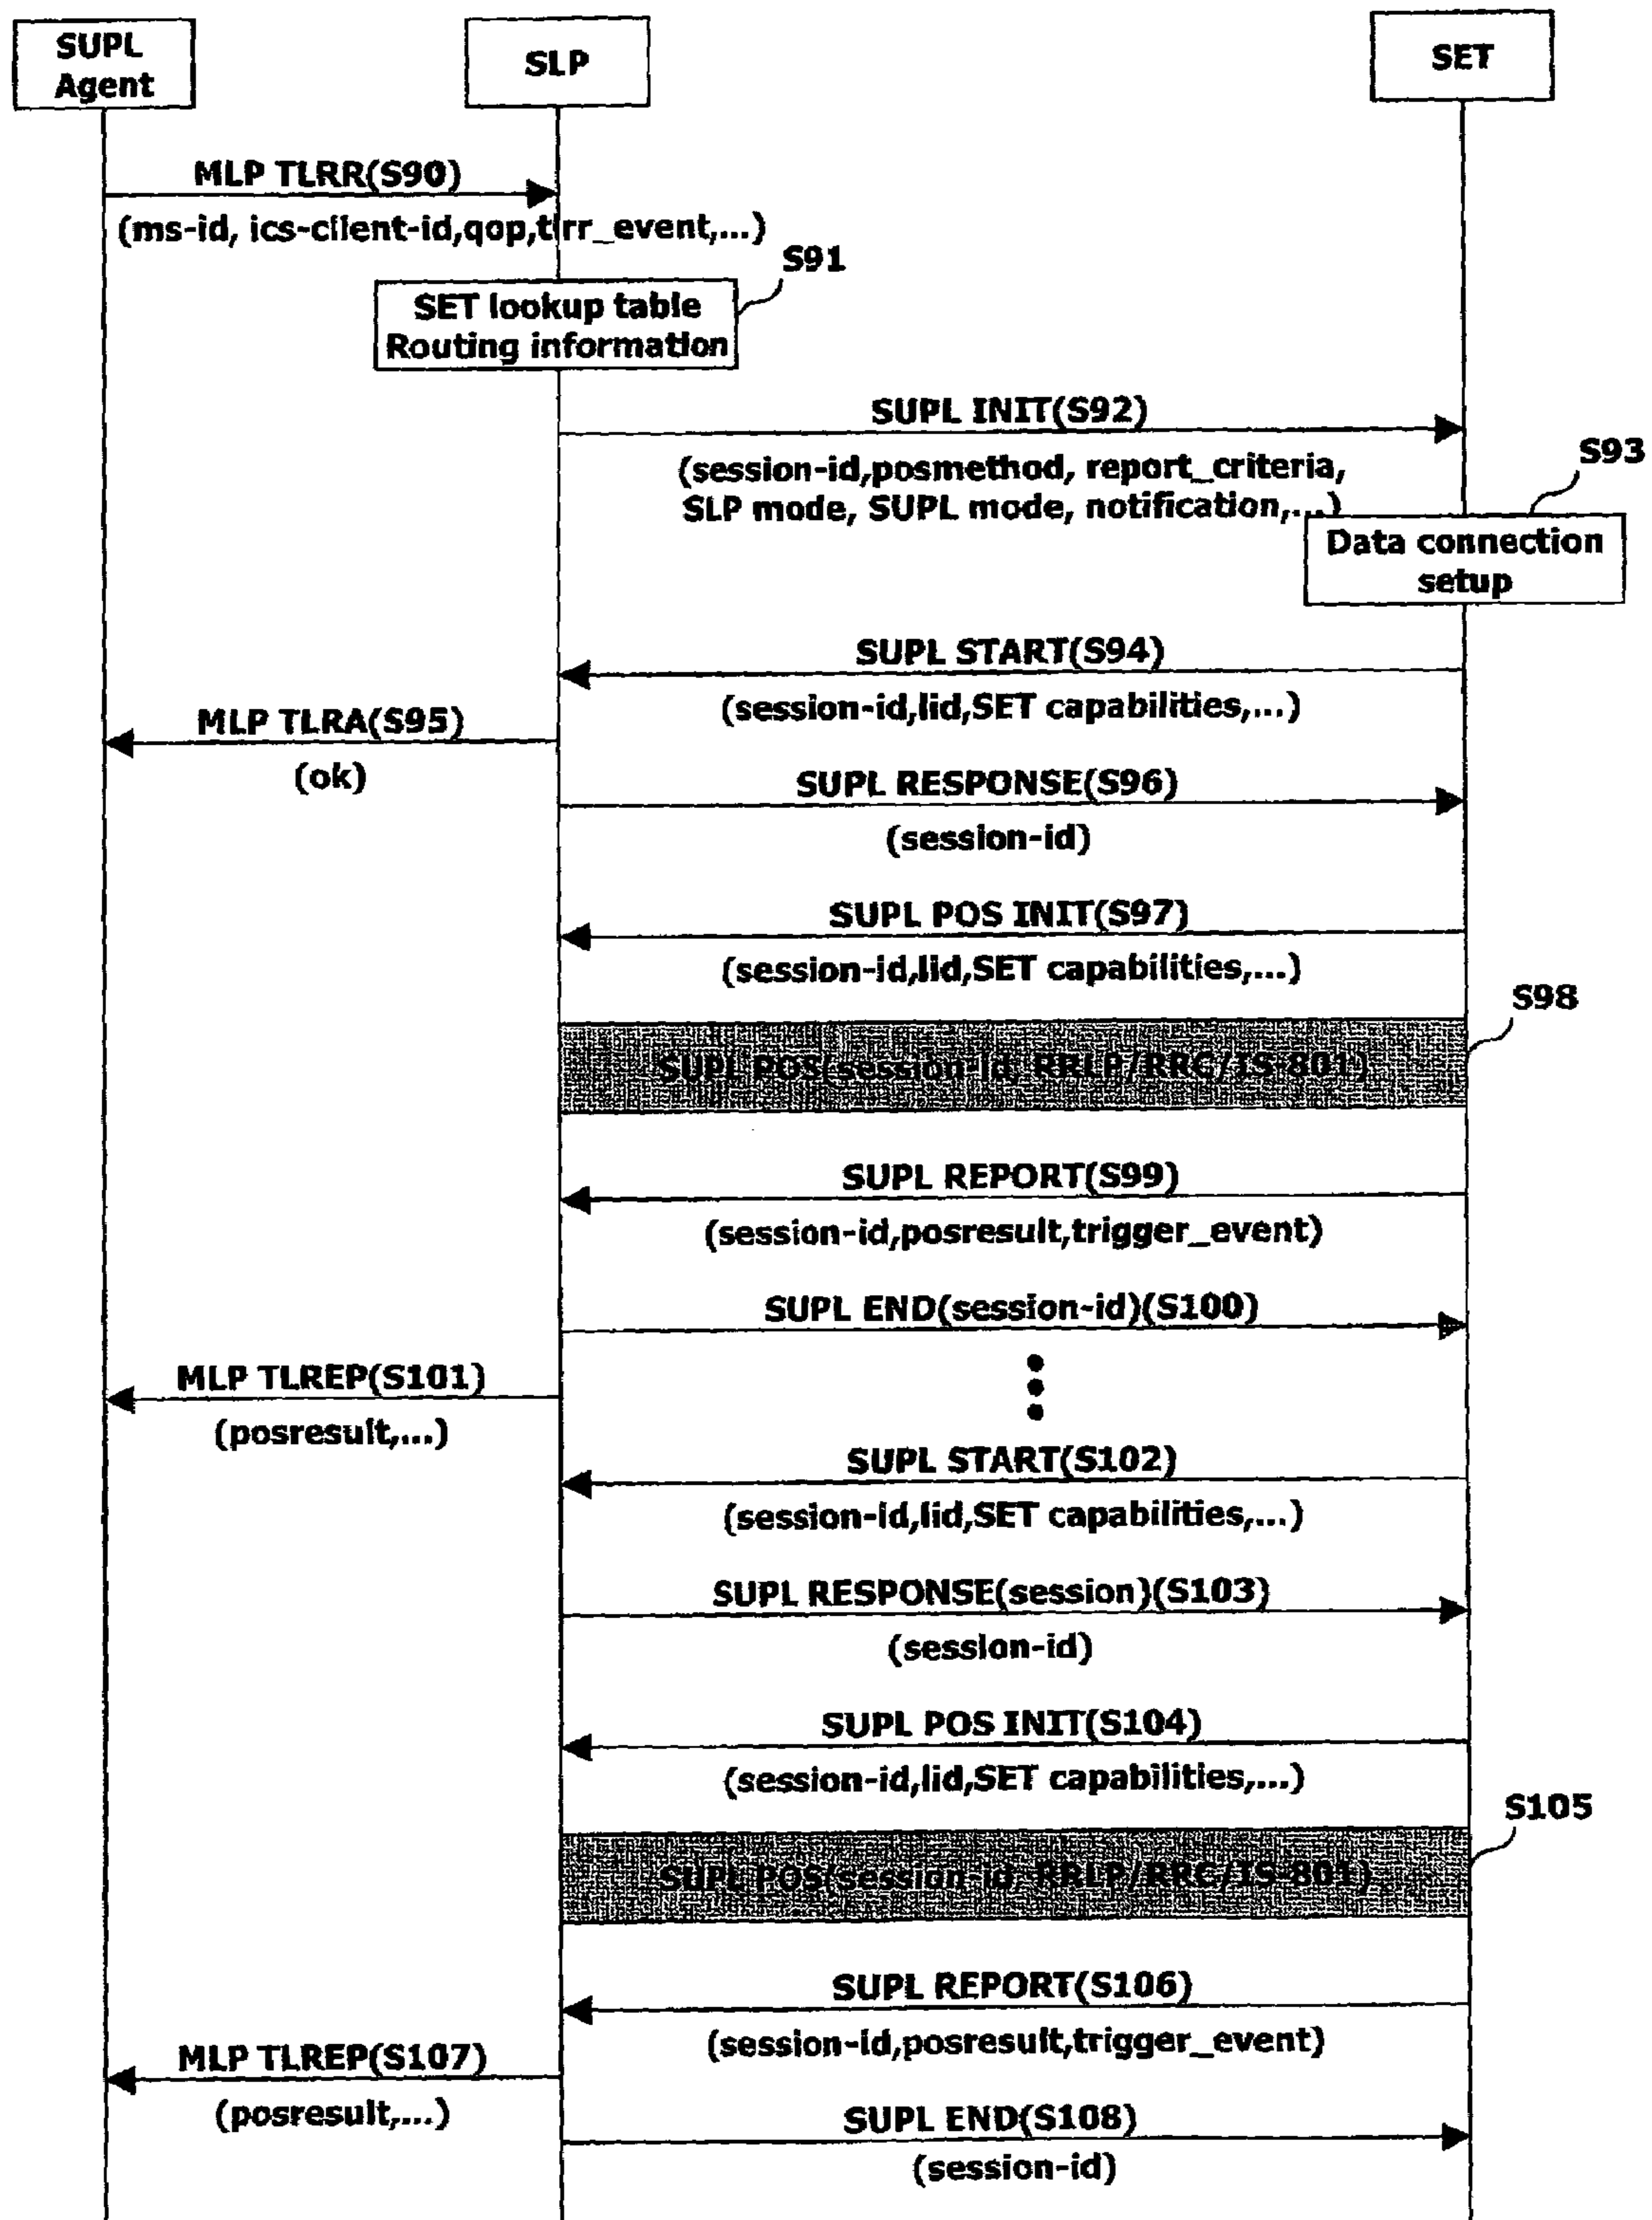 SUPL
Agent
SLP
SET
MLP TLRR(S90)
(ms-id, ics-client-id,qop,tlrr_event,...)
S91
SET lookup table
Routing information
SUPL INIT(S92)
(session-id,posmethod, report_criteria,
SLP mode, SUPL mode, notification,...)
S93
Data connection
setup
SUPL START(S94)
(session-id,lid,SET capabilities,...)
MLP TLRA(S95)
(ok)
SUPL RESPONSE(S96)
(session-id)
SUPL POS INIT(S97)
(session-id,lid,SET capabilities,...)
S98
SUPL POS(session-id, RRLP/RRC/IS-801)
SUPL REPORT(S99)
(session-id,posresult,trigger_event)
SUPL END(session-id)(S100)
MLP TLREP(S101)
(posresult,...)
SUPL START(S102)
(session-id,lid,SET capabilities,...)
SUPL RESPONSE(session)(S103)
(session-id)
SUPL POS INIT(S104)
(session-id,lid,SET capabilities,...)
S105
SUPL POS(session-id, RRLP/RRC/IS-801)
SUPL REPORT(S106)
(session-id,posresult,trigger_event)
MLP TLREP(S107)
(posresult,...)
SUPL END(S108)
(session-id)